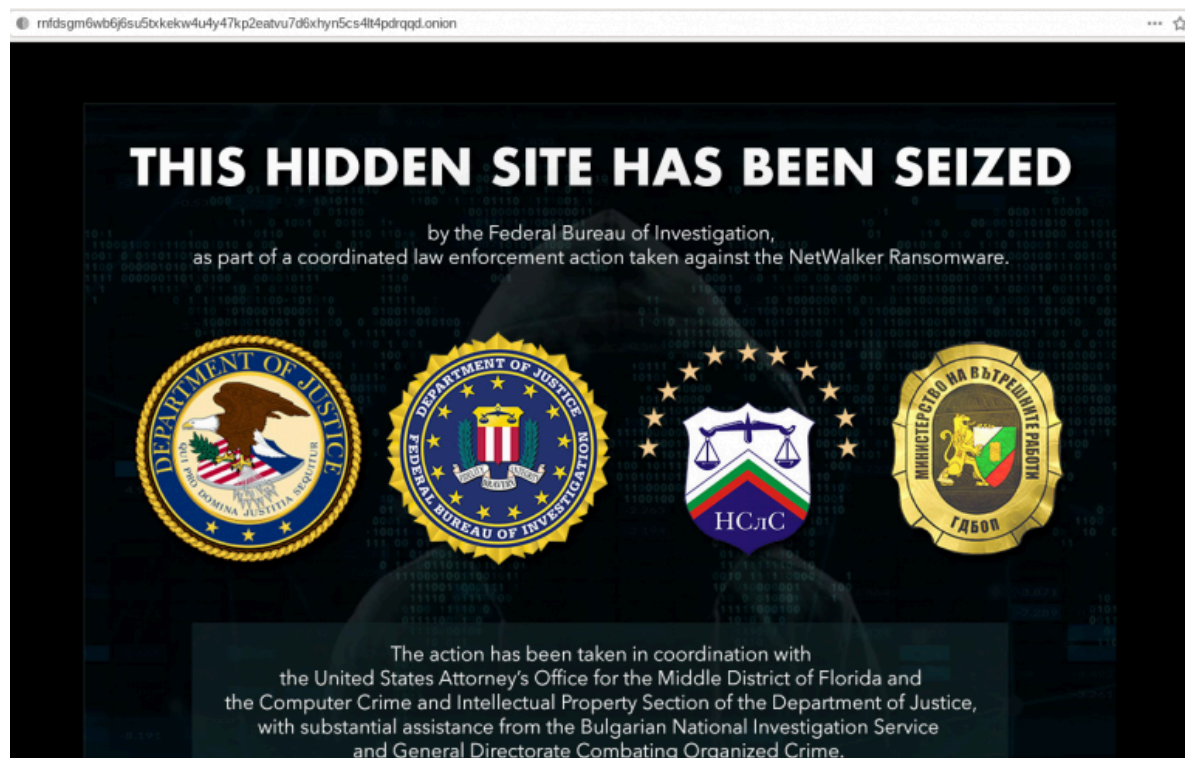 rnfdsgm6wb6j6su5txkekw4u4y47kp2eatvu7d6xhyn5cs4lt4pdrqqd.onion
THIS HIDDEN SITE HAS BEEN SEIZED
by the Federal Bureau of Investigation,
as part of a coordinated law enforcement action taken against the NetWalker Ransomware.
DEPARTMENT OF JUSTICE
QUI PRO DOMINA JUSTITIA SEQUITUR
DEPARTMENT OF JUSTICE
FEDERAL BUREAU OF INVESTIGATION
FIDELITY BRAVERY INTEGRITY
НСлС
МИНИСТЕРСТВО НА ВЪТРЕШНИТЕ РАБОТИ
ГДБОП
The action has been taken in coordination with
the United States Attorney's Office for the Middle District of Florida and
the Computer Crime and Intellectual Property Section of the Department of Justice,
with substantial assistance from the Bulgarian National Investigation Service
and General Directorate Combating Organized Crime.